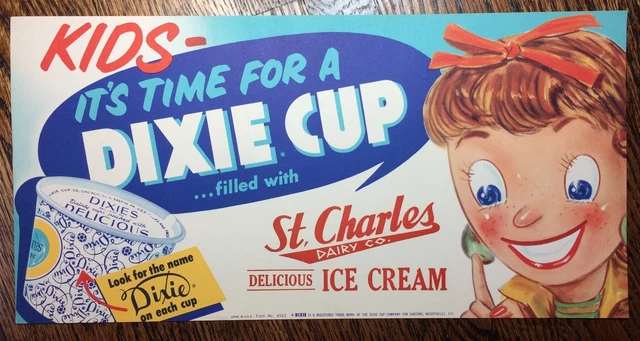 KIDS-
IT'S TIME FOR A
DIXIE CUP
...filled with
St. Charles
DAIRY CO.
DELICIOUS ICE CREAM
DIXIES
DELICIOUS
Look for the name
Dixie
on each cup